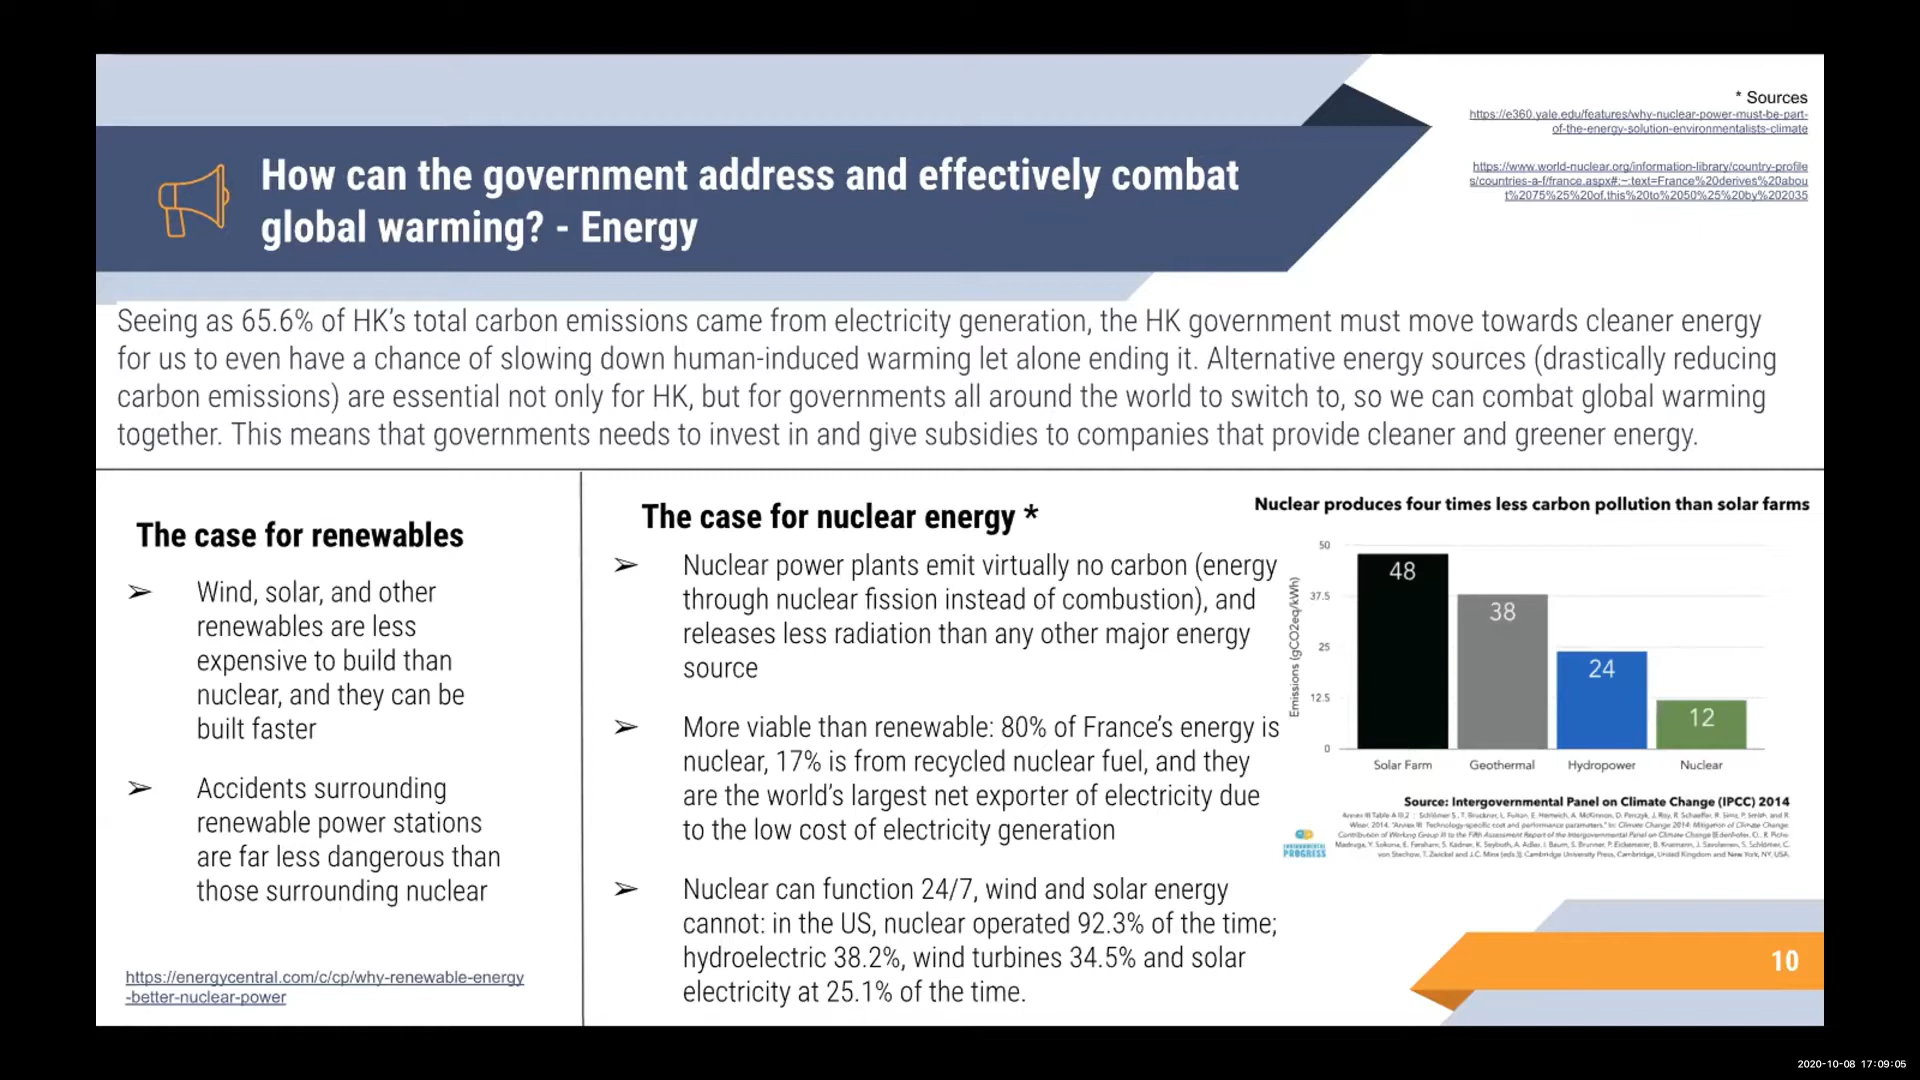 * Sources
https://e360.yale.edu/features/why-nuclear-power-must-be-part-
of-the-energy-solution-environmentalists-climate
https://www.world-nuclear.org/information-library/country-profile
s/countries-a-f/france.aspx#:~:text=France%20derives%20abou
t%2075%25%20of,this%20to%2050%25%20by%202035
How can the government address and effectively combat
global warming? - Energy
Seeing as 65.6% of HK’s total carbon emissions came from electricity generation, the HK government must move towards cleaner energy
for us to even have a chance of slowing down human-induced warming let alone ending it. Alternative energy sources (drastically reducing
carbon emissions) are essential not only for HK, but for governments all around the world to switch to, so we can combat global warming
together. This means that governments needs to invest in and give subsidies to companies that provide cleaner and greener energy.
The case for renewables
➢ Wind, solar, and other
renewables are less
expensive to build than
nuclear, and they can be
built faster
➢ Accidents surrounding
renewable power stations
are far less dangerous than
those surrounding nuclear
https://energycentral.com/c/cp/why-renewable-energy
-better-nuclear-power
The case for nuclear energy *
➢ Nuclear power plants emit virtually no carbon (energy
through nuclear fission instead of combustion), and
releases less radiation than any other major energy
source
➢ More viable than renewable: 80% of France’s energy is
nuclear, 17% is from recycled nuclear fuel, and they
are the world’s largest net exporter of electricity due
to the low cost of electricity generation
➢ Nuclear can function 24/7, wind and solar energy
cannot: in the US, nuclear operated 92.3% of the time;
hydroelectric 38.2%, wind turbines 34.5% and solar
electricity at 25.1% of the time.
Nuclear produces four times less carbon pollution than solar farms
Emissions (gCO2eq/kWh)
50
37.5
25
12.5
0
48
38
24
12
Solar Farm Geothermal Hydropower Nuclear
Source: Intergovernmental Panel on Climate Change (IPCC) 2014
PROGRESS
10
2020-10-08 17:09:05